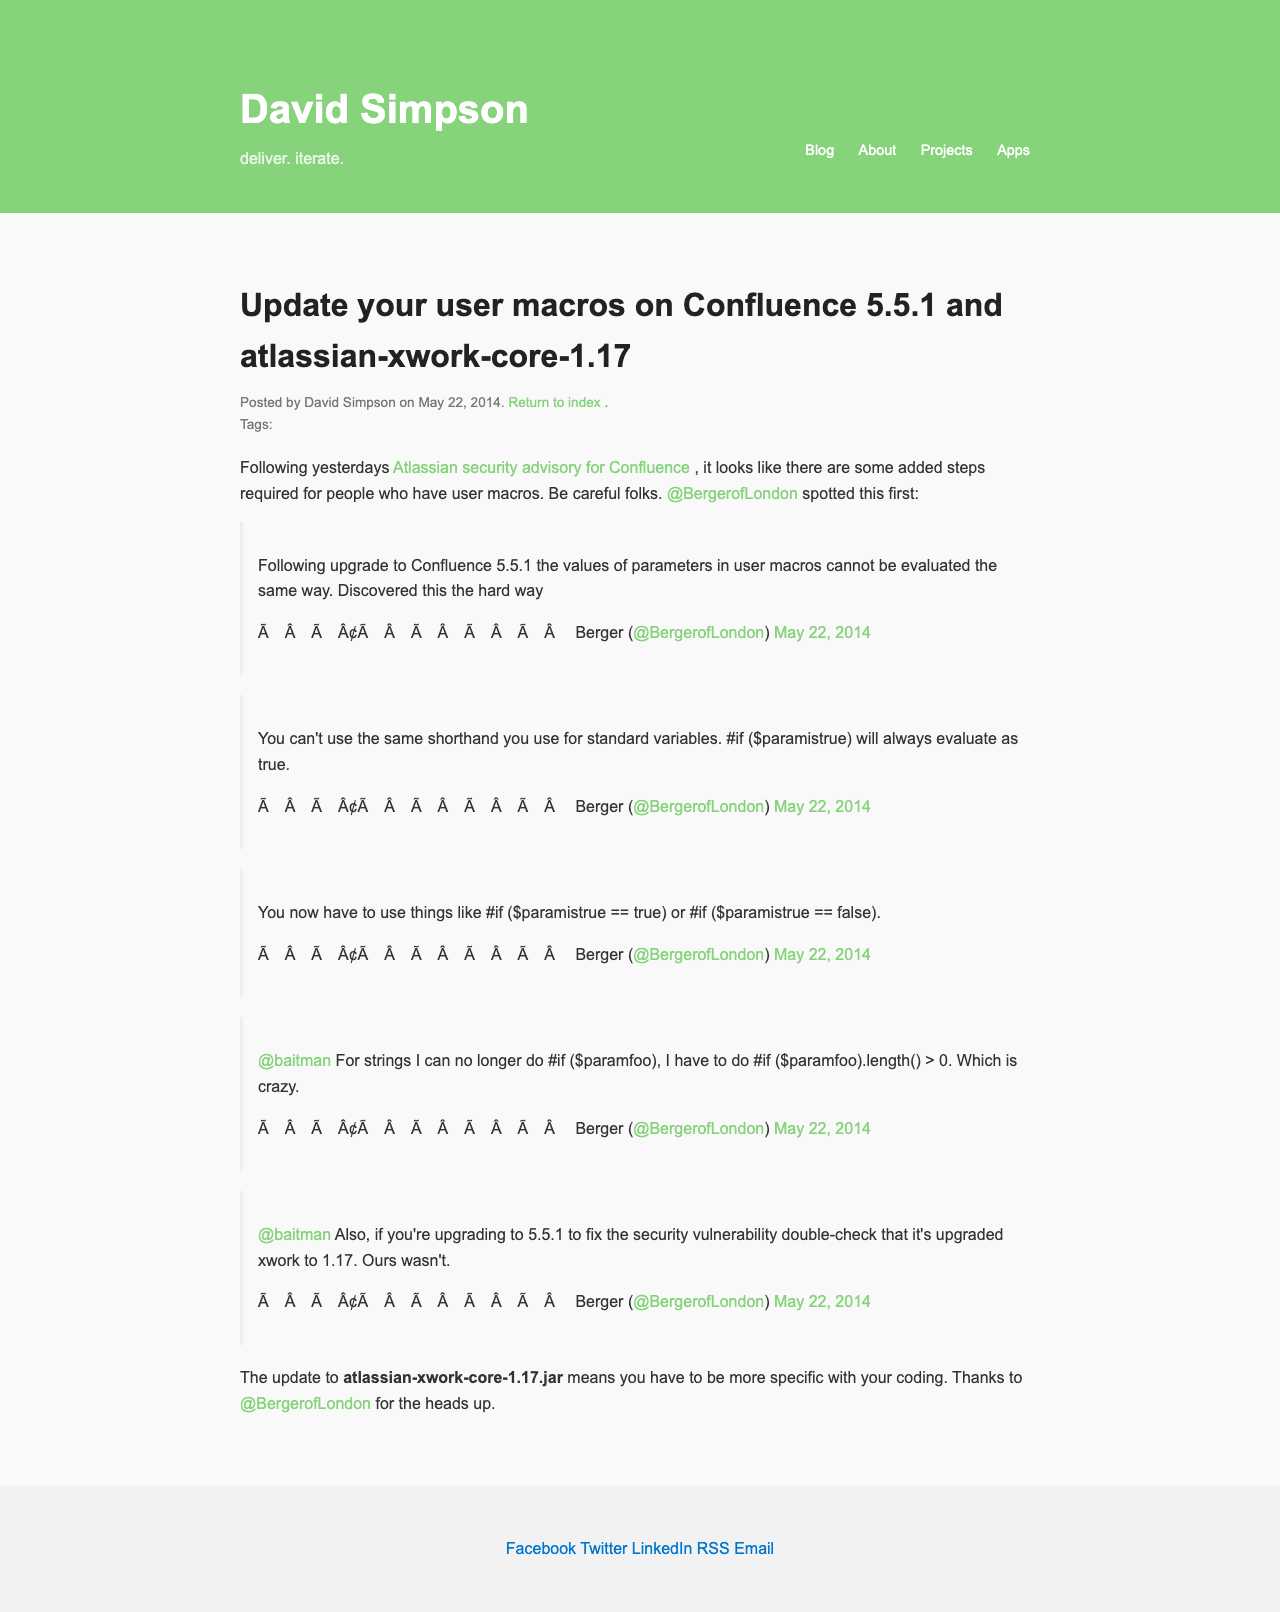 David Simpson
deliver. iterate.
Blog About Projects Apps
Update your user macros on Confluence 5.5.1 and
atlassian-xwork-core-1.17
Posted by David Simpson on May 22, 2014. Return to index .
Tags:
Following yesterdays Atlassian security advisory for Confluence , it looks like there are some added steps
required for people who have user macros. Be careful folks. @BergerofLondon spotted this first:
Following upgrade to Confluence 5.5.1 the values of parameters in user macros cannot be evaluated the
same way. Discovered this the hard way
Ã Â Ã Â¢Ã Â Ã Â Ã Â Ã Â Berger (@BergerofLondon) May 22, 2014
You can't use the same shorthand you use for standard variables. #if ($paramistrue) will always evaluate as
true.
Ã Â Ã Â¢Ã Â Ã Â Ã Â Ã Â Berger (@BergerofLondon) May 22, 2014
You now have to use things like #if ($paramistrue == true) or #if ($paramistrue == false).
Ã Â Ã Â¢Ã Â Ã Â Ã Â Ã Â Berger (@BergerofLondon) May 22, 2014
@baitman For strings I can no longer do #if ($paramfoo), I have to do #if ($paramfoo).length() > 0. Which is
crazy.
Ã Â Ã Â¢Ã Â Ã Â Ã Â Ã Â Berger (@BergerofLondon) May 22, 2014
@baitman Also, if you're upgrading to 5.5.1 to fix the security vulnerability double-check that it's upgraded
xwork to 1.17. Ours wasn't.
Ã Â Ã Â¢Ã Â Ã Â Ã Â Ã Â Berger (@BergerofLondon) May 22, 2014
The update to atlassian-xwork-core-1.17.jar means you have to be more specific with your coding. Thanks to
@BergerofLondon for the heads up.
Facebook Twitter LinkedIn RSS Email